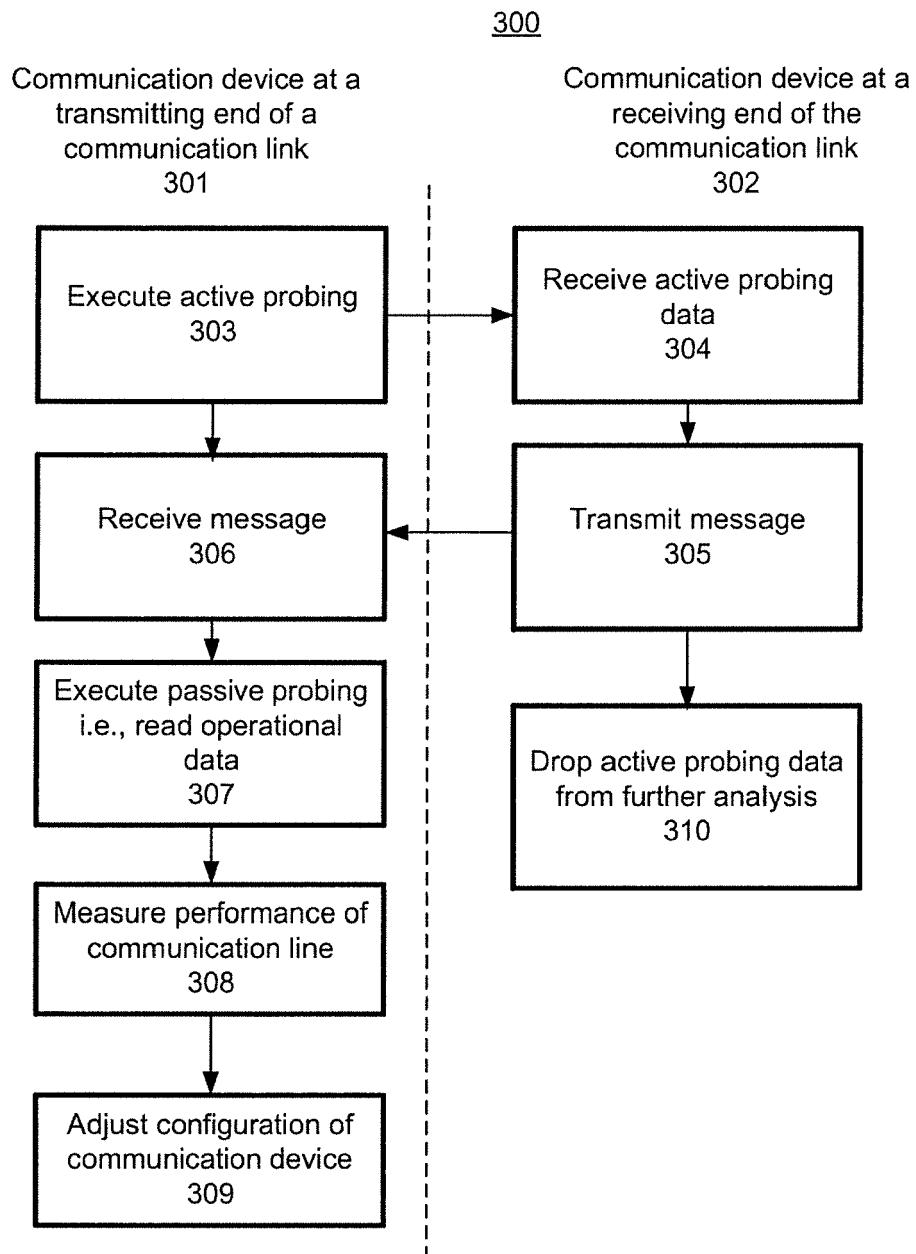 300
Communication device at a
transmitting end of a
communication link
301
Communication device at a
receiving end of the
communication link
302
Execute active probing
303
Receive active probing
data
304
Receive message
306
Transmit message
305
Execute passive probing
i.e., read operational
data
307
Drop active probing data
from further analysis
310
Measure performance of
communication line
308
Adjust configuration of
communication device
309